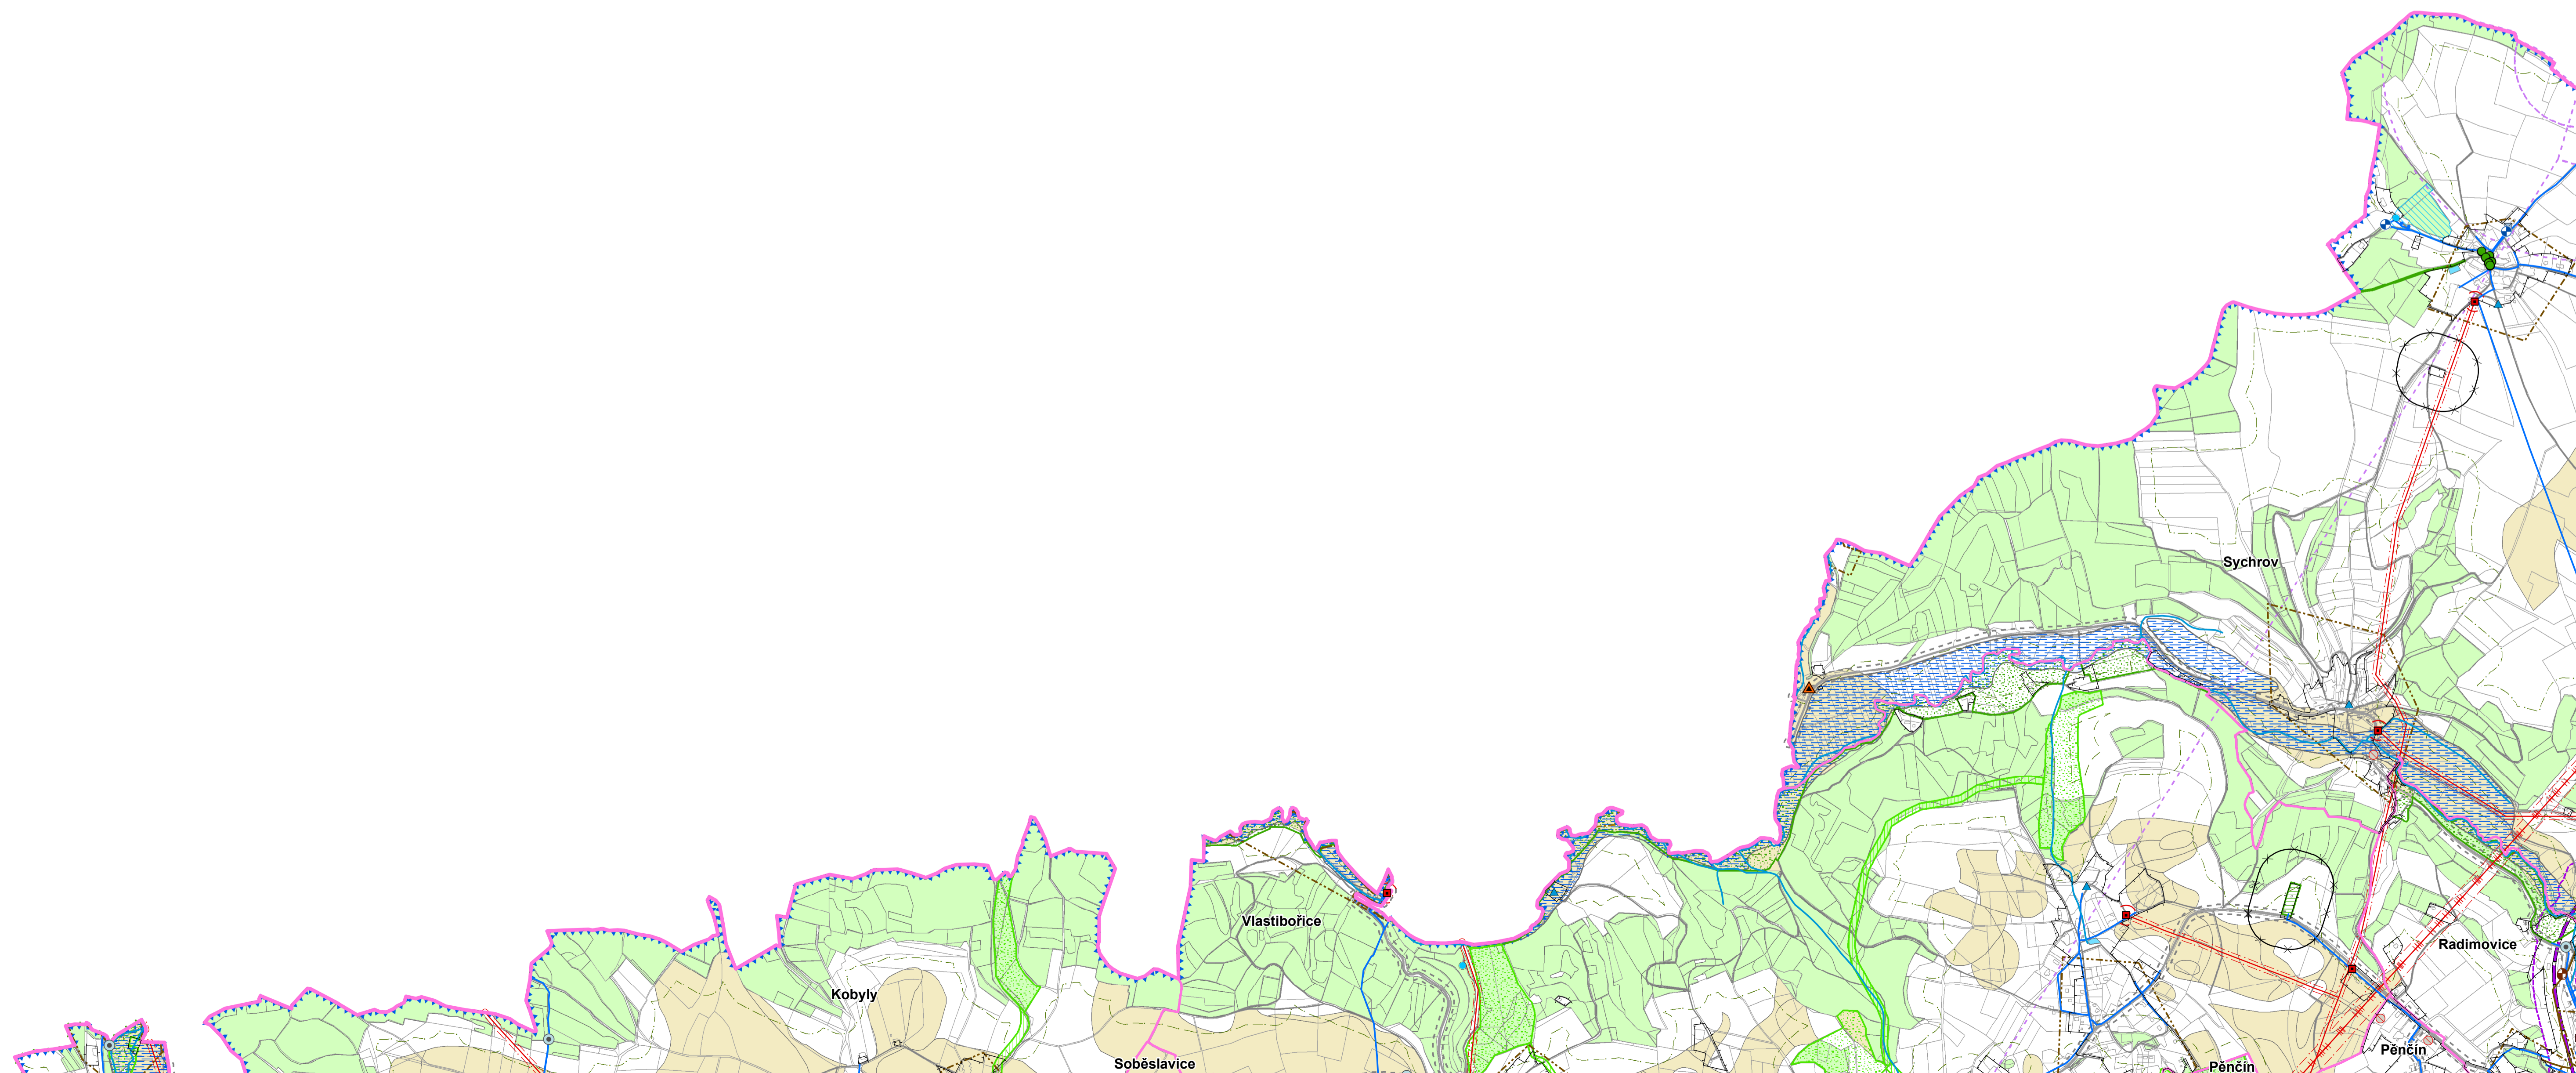 Sychrov
Vlastibořice
Radimovice
Kobyly
Pěnčín
Soběslavice
Pěnčín